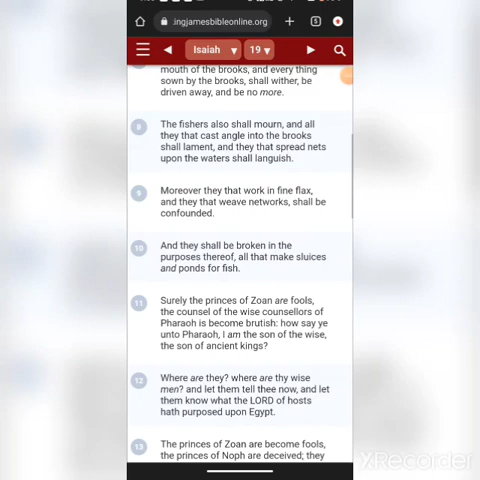 .ingjamesbibleonline.org
5
Isaiah
19
mouth of the brooks, and every thing
sown by the brooks, shall wither, be
driven away, and be no more.
8
The fishers also shall mourn, and all
they that cast angle into the brooks
shall lament, and they that spread nets
upon the waters shall languish.
9
Moreover they that work in fine flax,
and they that weave networks, shall be
confounded.
10
And they shall be broken in the
purposes thereof, all that make sluices
and ponds for fish.
11
Surely the princes of Zoan are fools,
the counsel of the wise counsellors of
Pharaoh is become brutish: how say ye
unto Pharaoh, I am the son of the wise,
the son of ancient kings?
12
Where are they? where are thy wise
men? and let them tell thee now, and let
them know what the LORD of hosts
hath purposed upon Egypt.
13
The princes of Zoan are become fools,
the princes of Noph are deceived; they
XRecorder